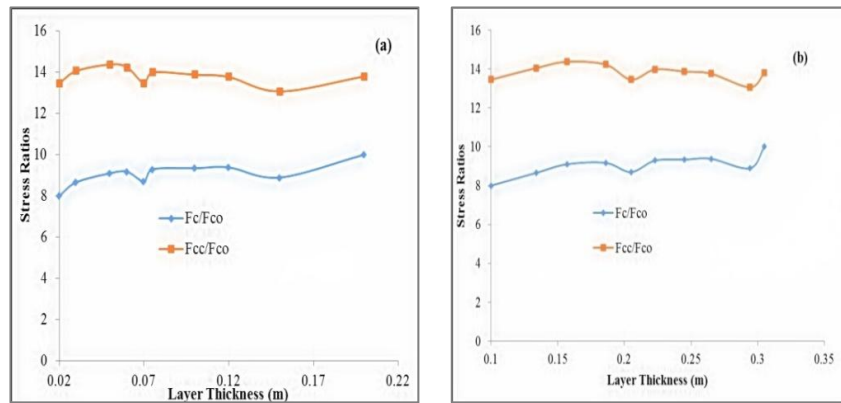 16
14
12
10
8
6
4
2
0
Stress Ratios
(a)
Fc/Fco
Fcc/Fco
0.02 0.07 0.12 0.17 0.22
Layer Thickness (m)
16
14
12
10
8
6
4
2
0
Stress Ratios
(b)
Fc/Fco
Fcc/Fco
0.1 0.15 0.2 0.25 0.3 0.35
Layer Thickness (m)